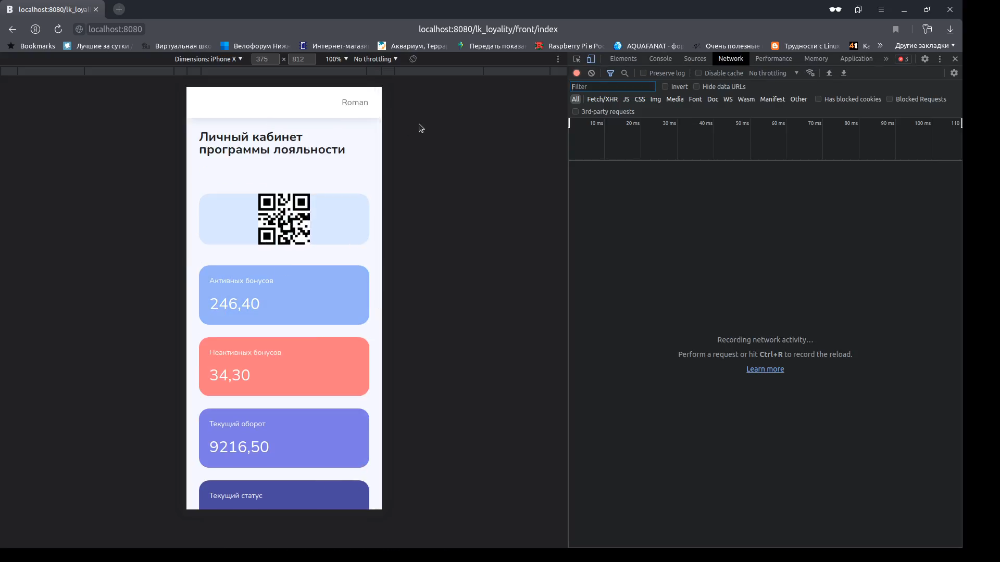 localhost:8080/lk_loyal
localhost:8080
localhost:8080/lk_loyality/front/index
Bookmarks
Лучшие за сутки /
Виртуальная шко
Велофорум Нижн
Интернет-магази
Аквариум, Терра
Передать показа
Raspberry Pi в Рос
AQUAFANAT - фор
Очень полезные
Трудности с Linux
Ка
Другие закладки
Dimensions: iPhone X
375 × 812
100%
No throttling
Elements
Console
Sources
Network
Performance
Memory
Application
3
Preserve log
Disable cache
No throttling
Filter
Invert
Hide data URLs
All
Fetch/XHR
JS
CSS
Img
Media
Font
Doc
WS
Wasm
Manifest
Other
Has blocked cookies
Blocked Requests
3rd-party requests
10 ms
20 ms
30 ms
40 ms
50 ms
60 ms
70 ms
80 ms
90 ms
100 ms
110
Roman
Личный кабинет
программы лояльности
Активных бонусов
246,40
Неактивных бонусов
34,30
Текущий оборот
9216,50
Текущий статус
Recording network activity…
Perform a request or hit Ctrl+R to record the reload.
Learn more